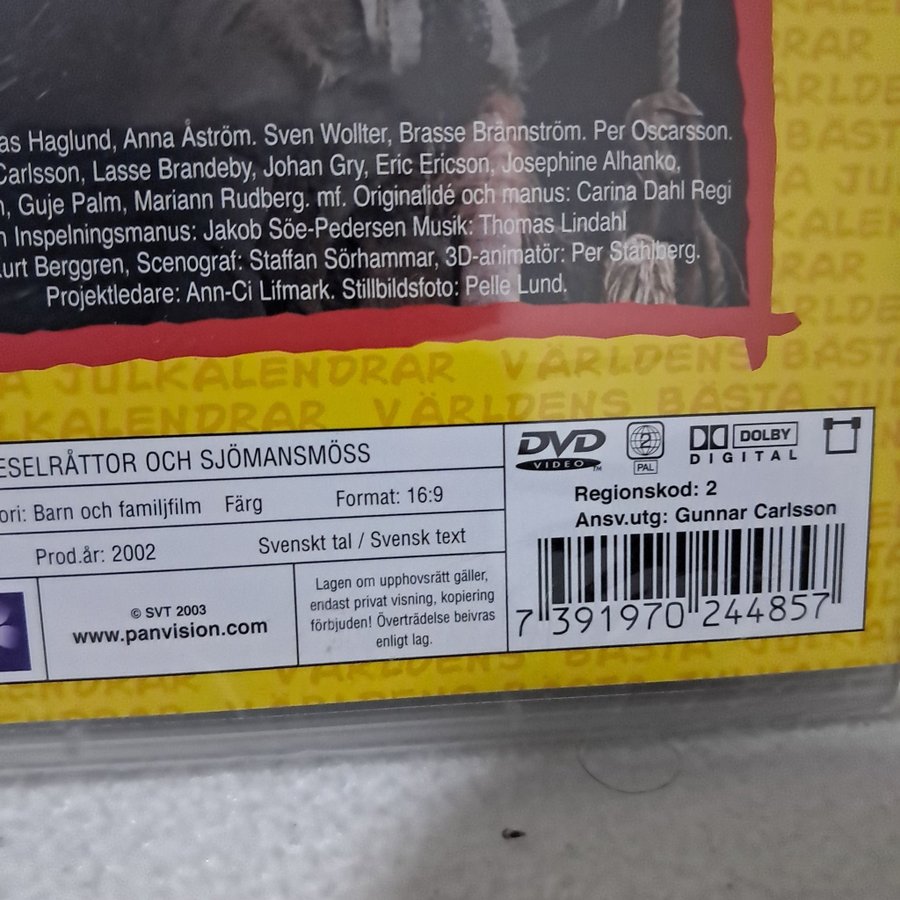 as Haglund, Anna Åström. Sven Wollter, Brasse Brännström. Per Oscarsson.
Carlsson, Lasse Brandeby, Johan Gry, Eric Ericson, Josephine Alhanko,
n, Guje Palm, Mariann Rudberg. mf. Originalidé och manus: Carina Dahl Regi
n Inspelningsmanus: Jakob Söe-Pedersen Musik: Thomas Lindahl
urt Berggren, Scenograf: Staffan Sörhammar, 3D-animatör: Per Stahlberg.
Projektledare: Ann-Ci Lifmark. Stillbildsfoto: Pelle Lund.
A JULKALENDRAR VÄRLDENS BÄSTA
LKALENDRAR VÄRLDENS BÄSTA JU
ESELRÅTTOR OCH SJÖMANSMÖSS
ori: Barn och familjfilm Färg Format: 16:9
Prod.år: 2002 Svenskt tal / Svensk text
© SVT 2003
www.panvision.com
Lagen om upphovsrätt gäller,
endast privat visning, kopiering
förbjuden! Överträdelse beivras
enligt lag.
DVD
VIDEO TM
2
PAL
DOLBY
DIGITAL
Regionskod: 2
Ansv.utg: Gunnar Carlsson
7 391970 244857